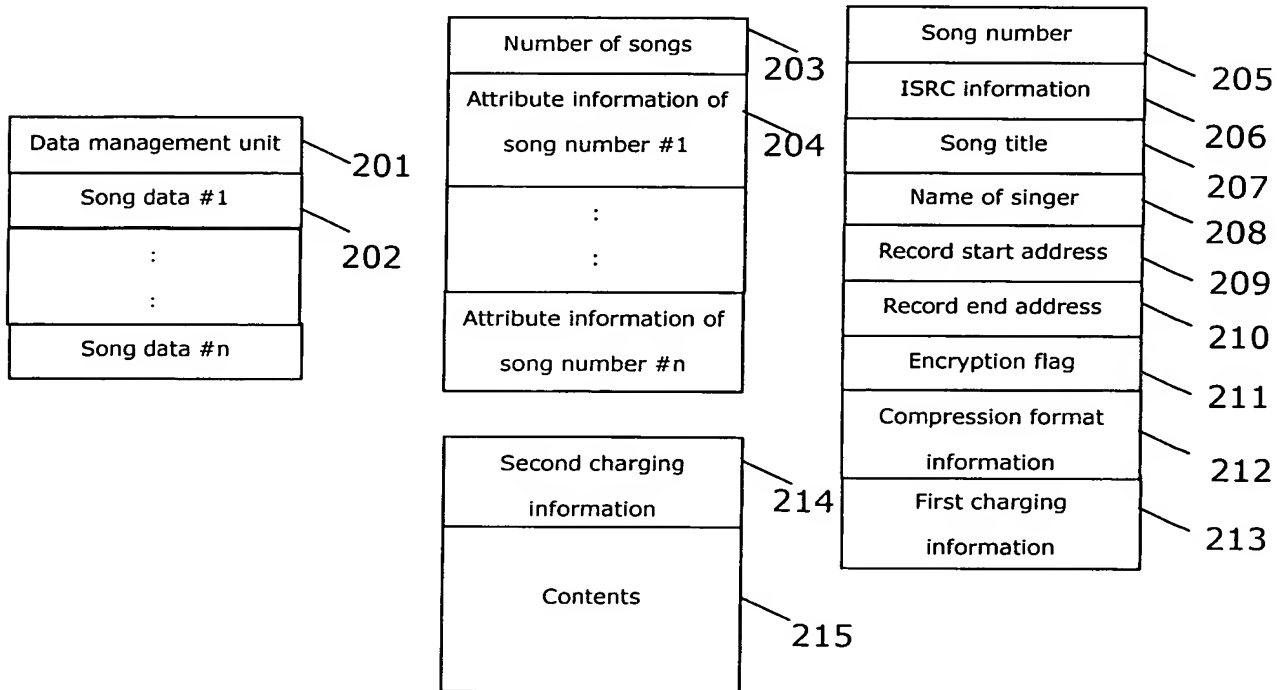 Data management unit
201
Song data #1
202
:
:
Song data #n
Number of songs
203
Attribute information of
song number #1
204
:
:
Attribute information of
song number #n
Second charging
information
214
Contents
215
Song number
205
ISRC information
206
Song title
207
Name of singer
208
Record start address
209
Record end address
210
Encryption flag
211
Compression format
information
212
First charging
information
213